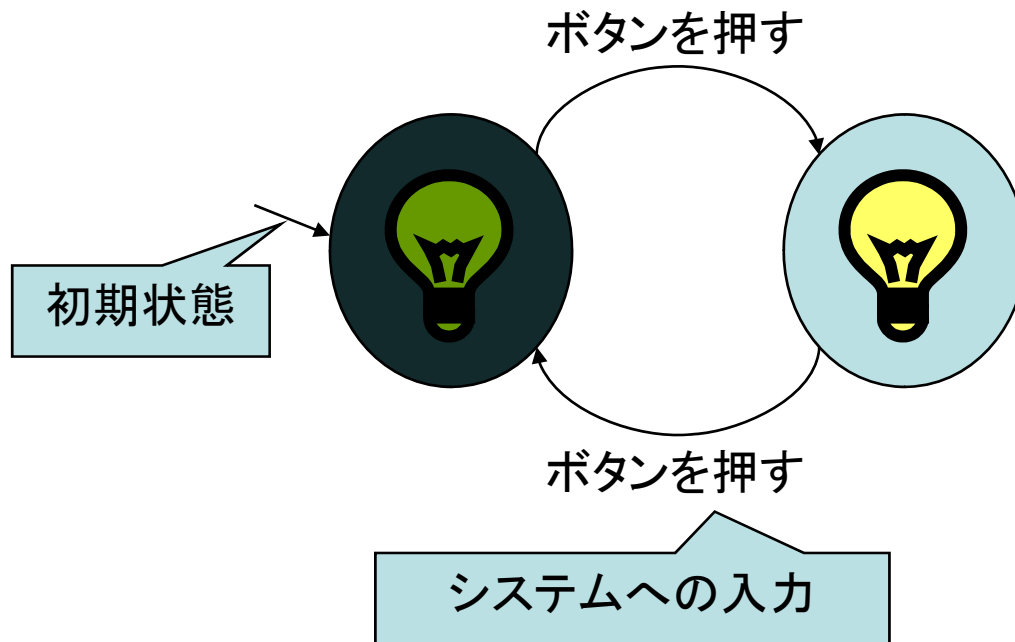 ボタンを押す
初期状態
ボタンを押す
システムへの入力